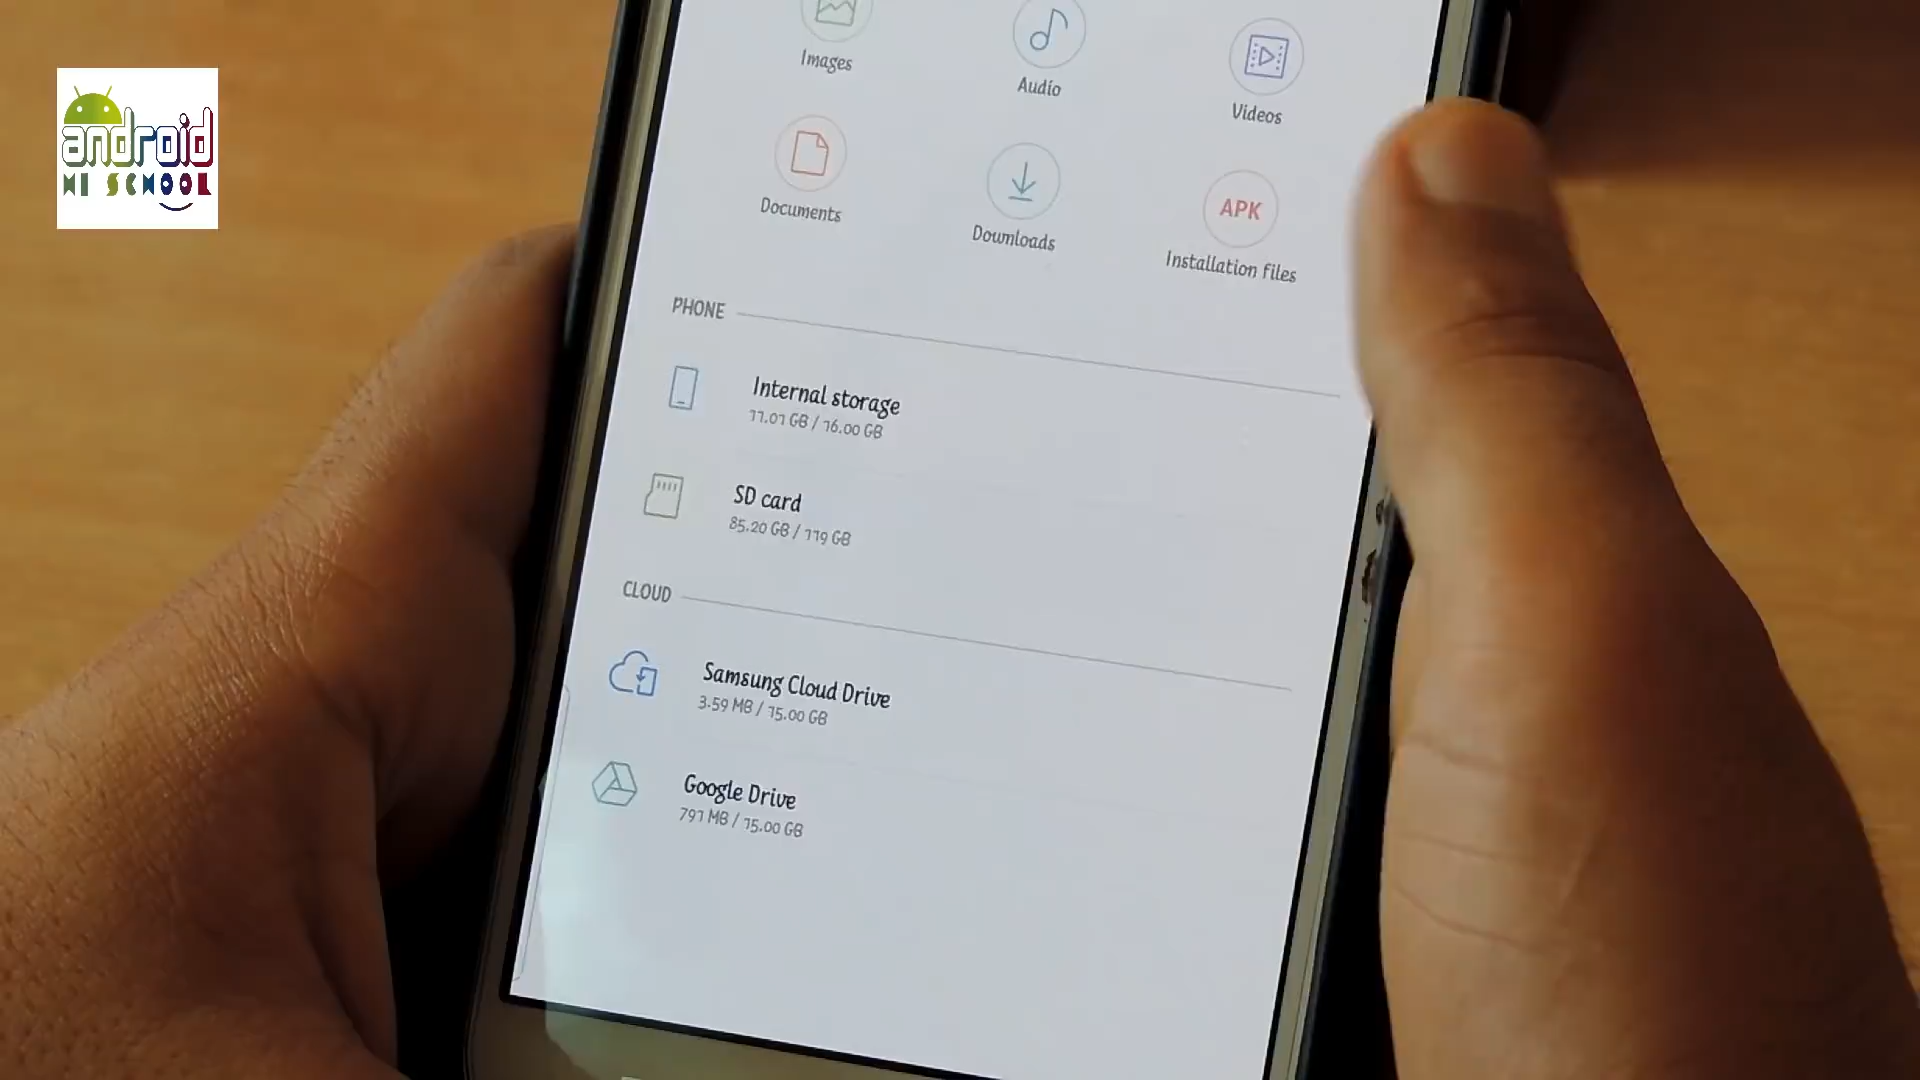 android
HI SCHOOL
Images
Audio
Videos
Documents
Downloads
APK
Installation files
PHONE
Internal storage
11.01 GB / 16.00 GB
SD card
85.20 GB / 119 GB
CLOUD
Samsung Cloud Drive
3.59 MB / 15.00 GB
Google Drive
791 MB / 15.00 GB